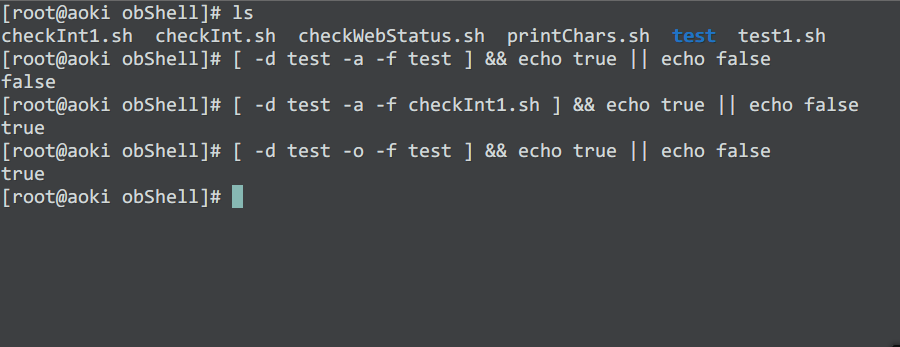 [root@aoki obShell]# ls
checkInt1.sh  checkInt.sh  checkWebStatus.sh  printChars.sh  test  test1.sh
[root@aoki obShell]# [ -d test -a -f test ] && echo true || echo false
false
[root@aoki obShell]# [ -d test -a -f checkInt1.sh ] && echo true || echo false
true
[root@aoki obShell]# [ -d test -o -f test ] && echo true || echo false
true
[root@aoki obShell]#